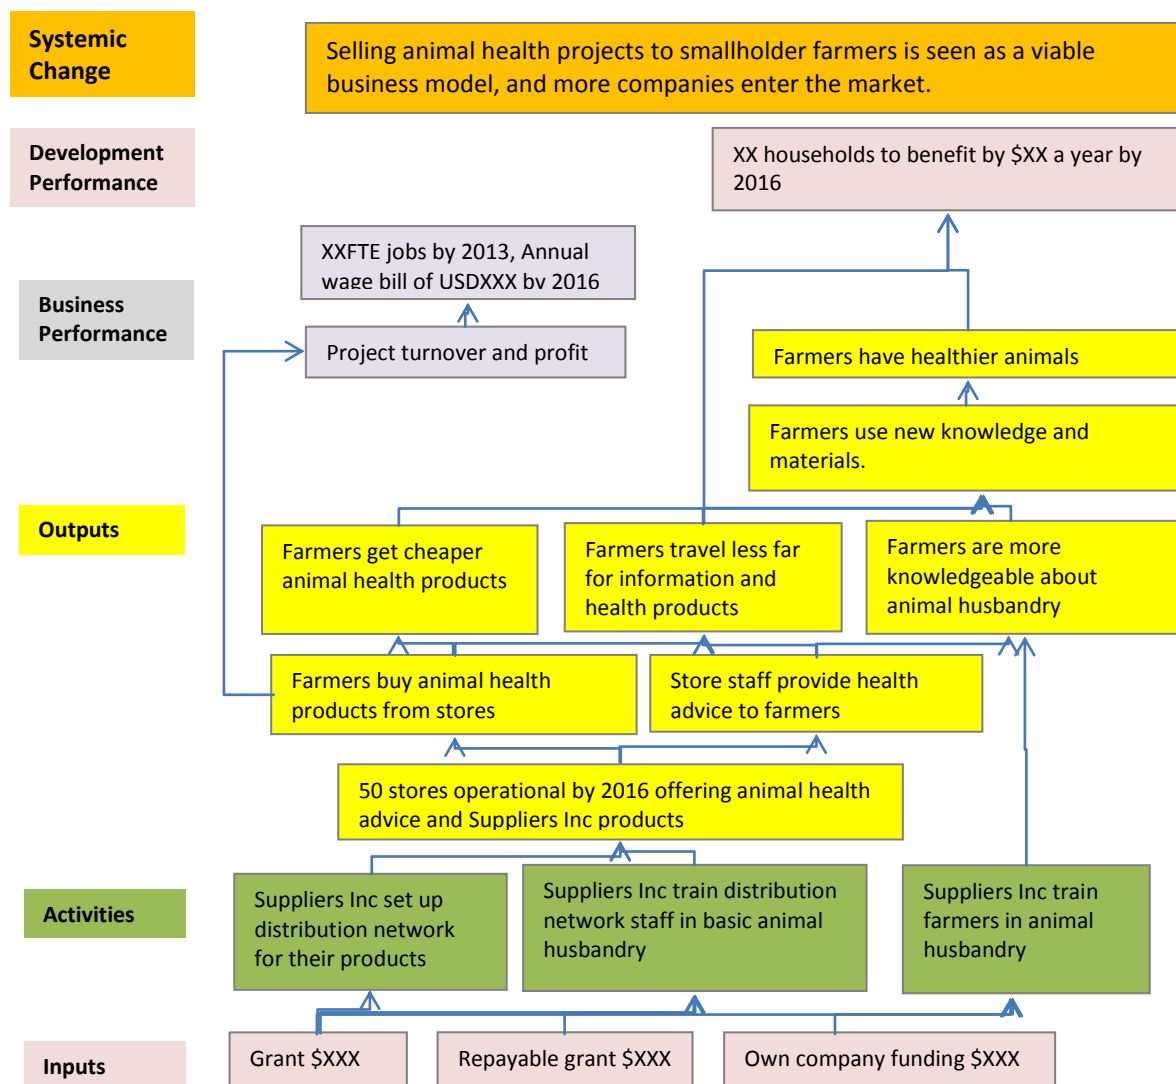 Systemic
Change
Selling animal health projects to smallholder farmers is seen as a viable
business model, and more companies enter the market.
Development
Performance
XX households to benefit by $XX a year by
2016
XXFTE jobs by 2013, Annual
wage bill of USDXXX by 2016
Business
Performance
Project turnover and profit
Farmers have healthier animals
Farmers use new knowledge and
materials.
Outputs
Farmers get cheaper
animal health products
Farmers travel less far
for information and
health products
Farmers are more
knowledgeable about
animal husbandry
Farmers buy animal health
products from stores
Store staff provide health
advice to farmers
50 stores operational by 2016 offering animal health
advice and Suppliers Inc products
Activities
Suppliers Inc set up
distribution network
for their products
Suppliers Inc train distribution
network staff in basic animal
husbandry
Suppliers Inc train
farmers in animal
husbandry
Inputs
Grant $XXX
Repayable grant $XXX
Own company funding $XXX